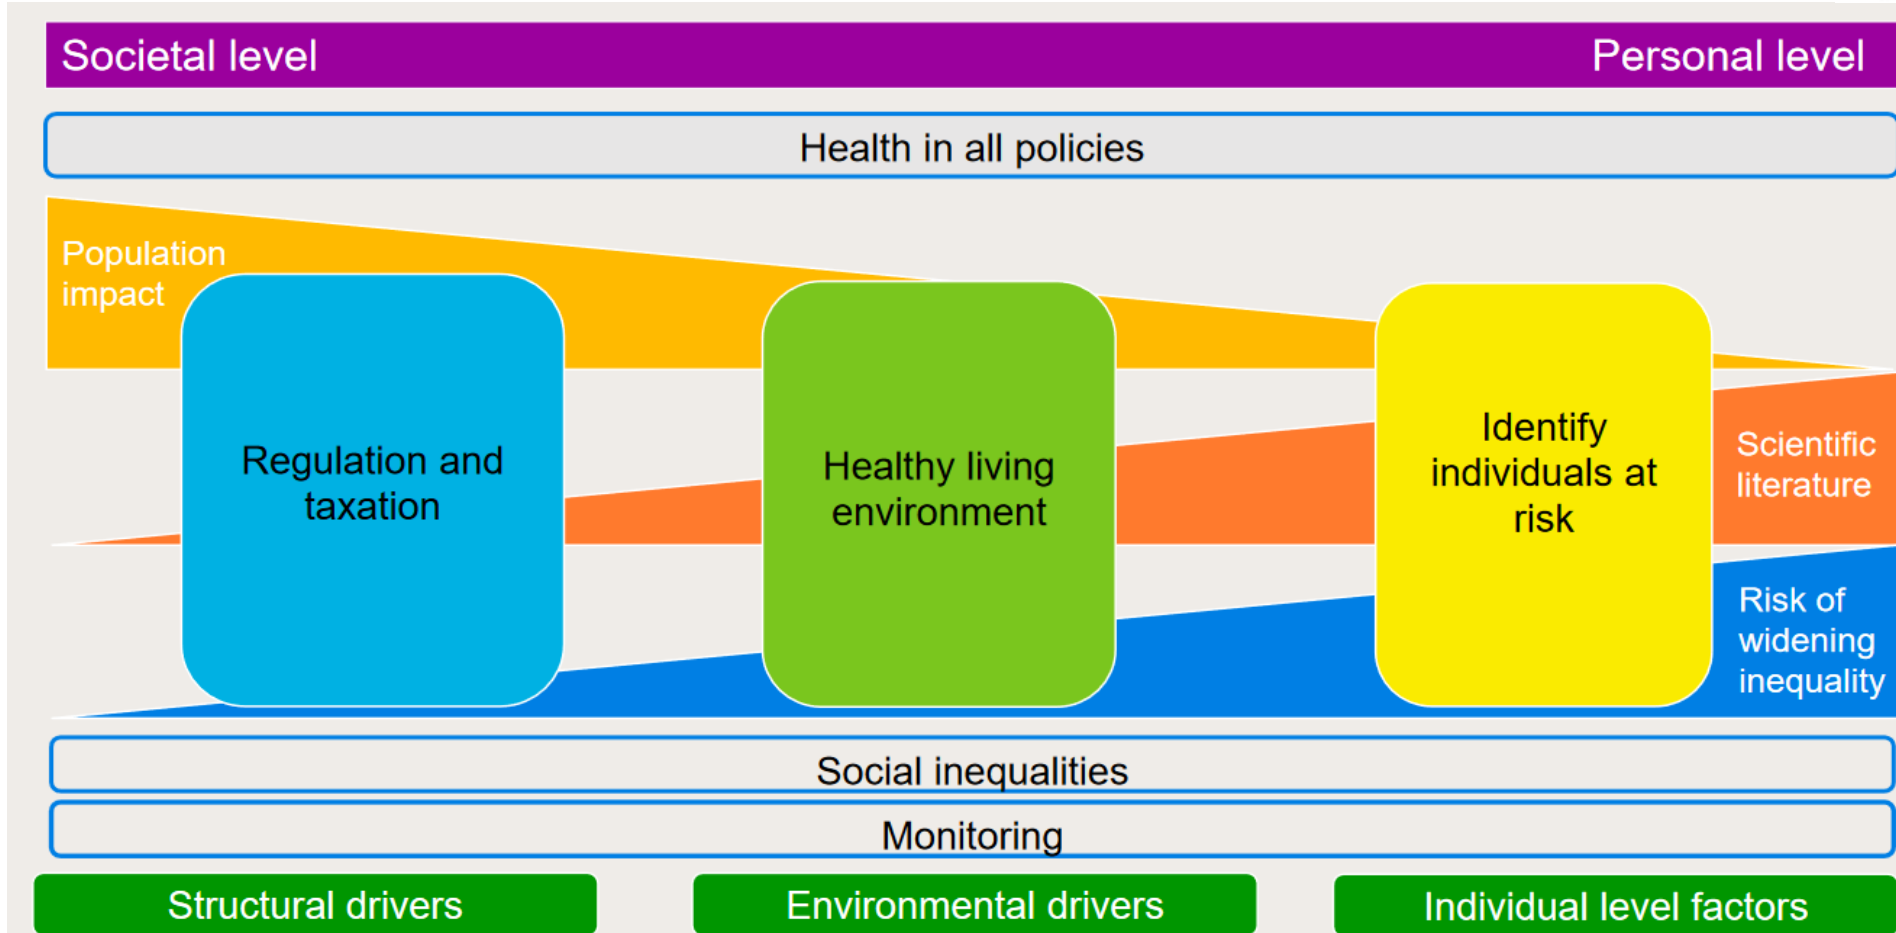 Societal level
Personal level
Health in all policies
Population
impact
Regulation and
taxation
Healthy living
environment
Identify
individuals at
risk
Scientific
literature
Risk of
widening
inequality
Social inequalities
Monitoring
Structural drivers
Environmental drivers
Individual level factors